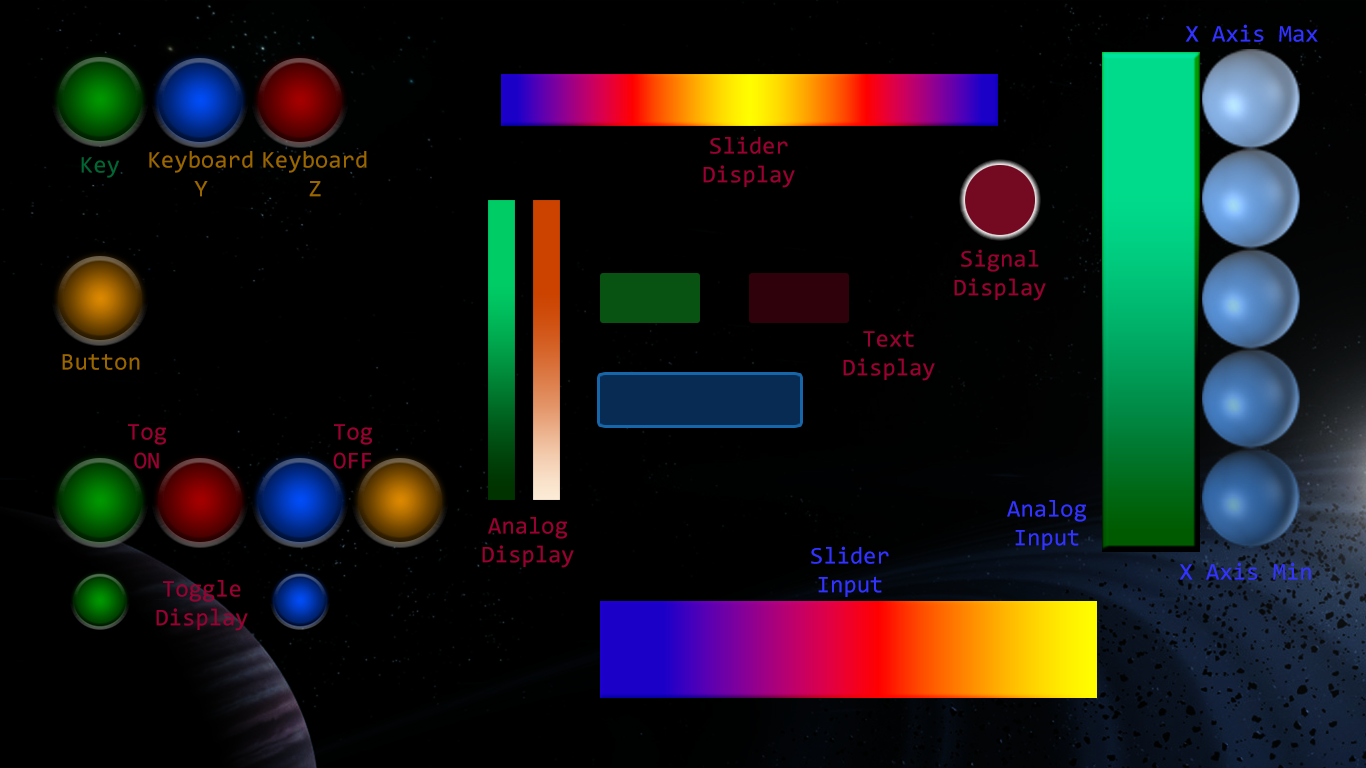 X Axis Max
Key
Keyboard
Y
Keyboard
Z
Slider
Display
Signal
Display
Button
Text
Display
Tog
ON
Tog
OFF
Analog
Display
Analog
Input
Slider
Input
X Axis Min
Toggle
Display